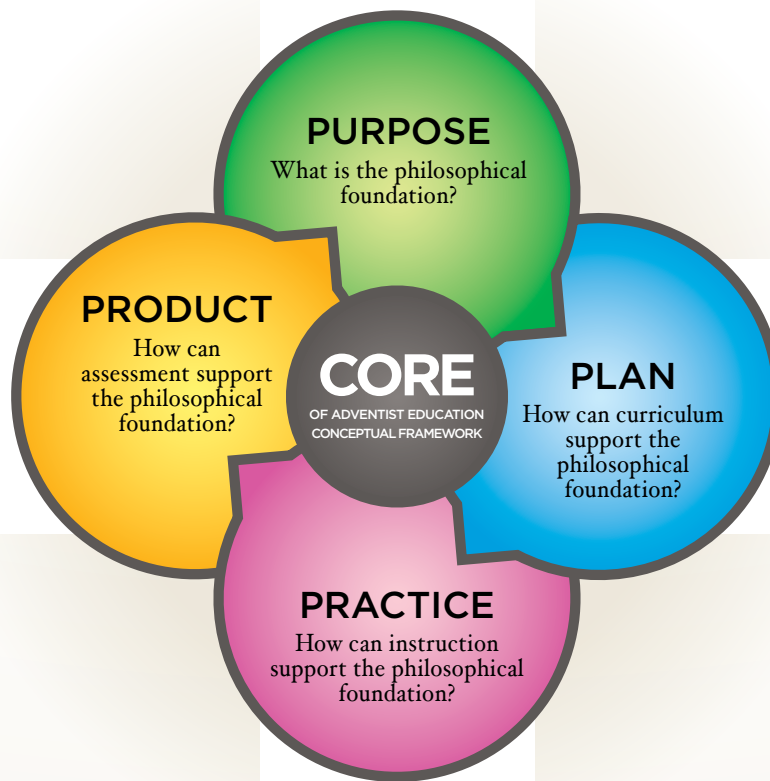 PURPOSE
What is the philosophical
foundation?
PRODUCT
How can
assessment support
the philosophical
foundation?
CORE
OF ADVENTIST EDUCATION
CONCEPTUAL FRAMEWORK
PLAN
How can curriculum
support the
philosophical
foundation?
PRACTICE
How can instruction
support the philosophical
foundation?